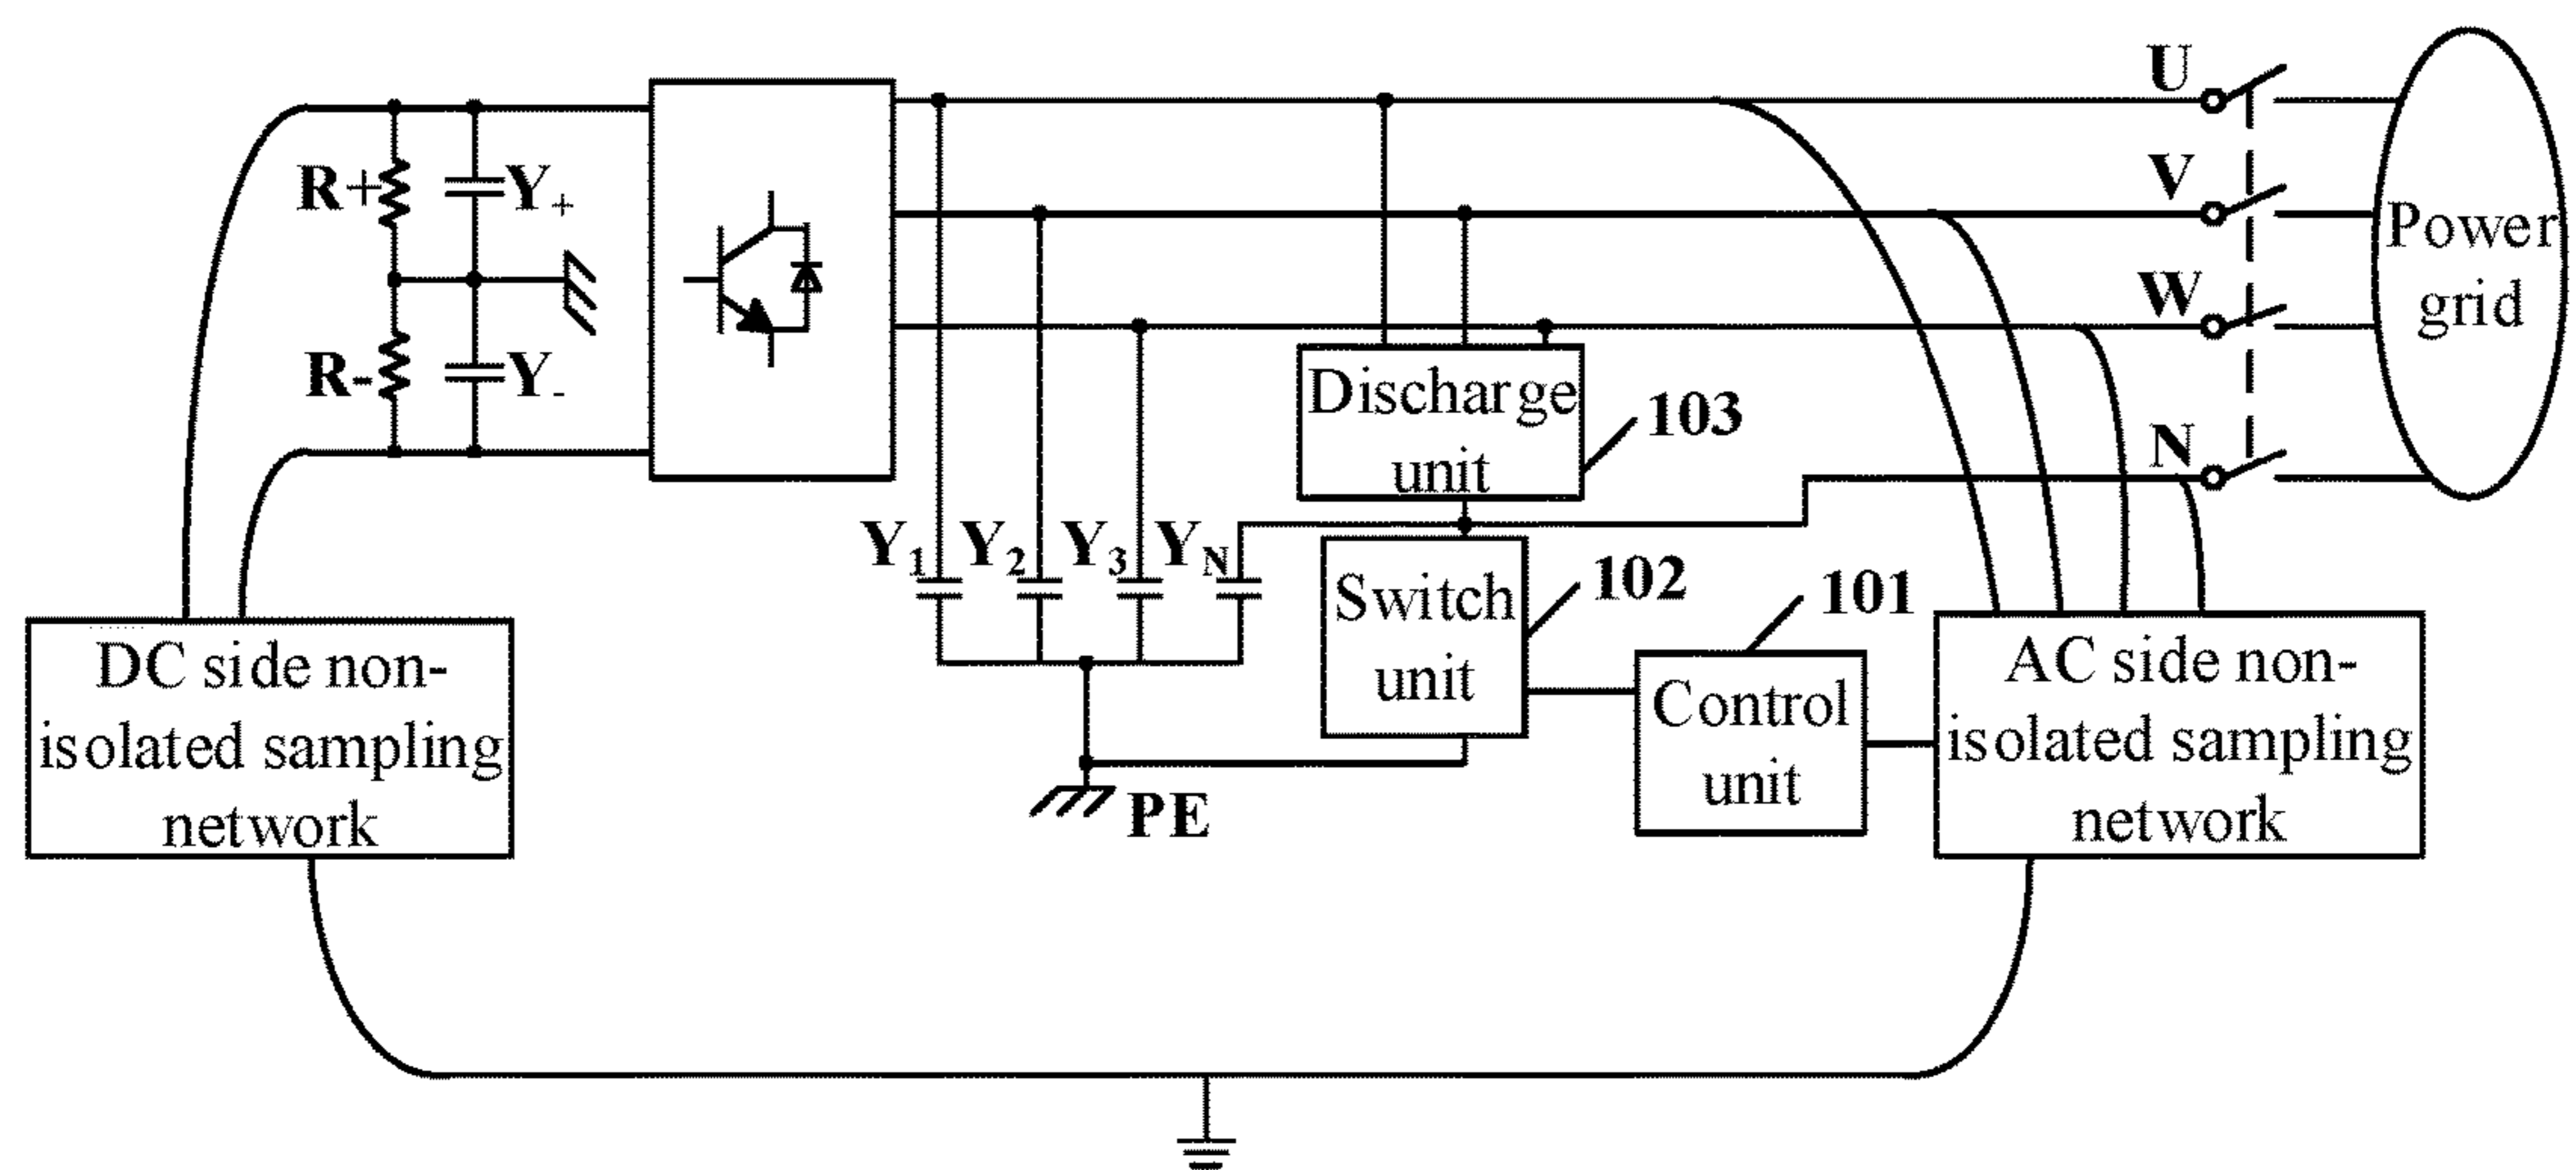 U
V
W
N
Power
grid
R+
Y+
R-
Y-
Discharge
unit
103
Y1
Y2
Y3
YN
Switch
unit
102
Control
unit
101
PE
DC side non-
isolated sampling
network
AC side non-
isolated sampling
network